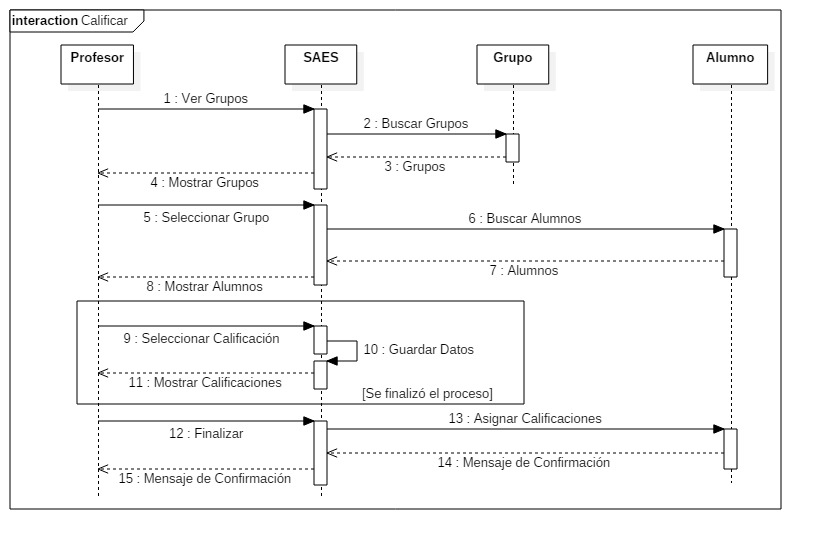 interaction Calificar
Profesor
SAES
Grupo
Alumno
1 : Ver Grupos
2 : Buscar Grupos
3 : Grupos
4 : Mostrar Grupos
5 : Seleccionar Grupo
6 : Buscar Alumnos
7 : Alumnos
8 : Mostrar Alumnos
9 : Seleccionar Calificación
10 : Guardar Datos
11 : Mostrar Calificaciones
[Se finalizó el proceso]
12 : Finalizar
13 : Asignar Calificaciones
14 : Mensaje de Confirmación
15 : Mensaje de Confirmación